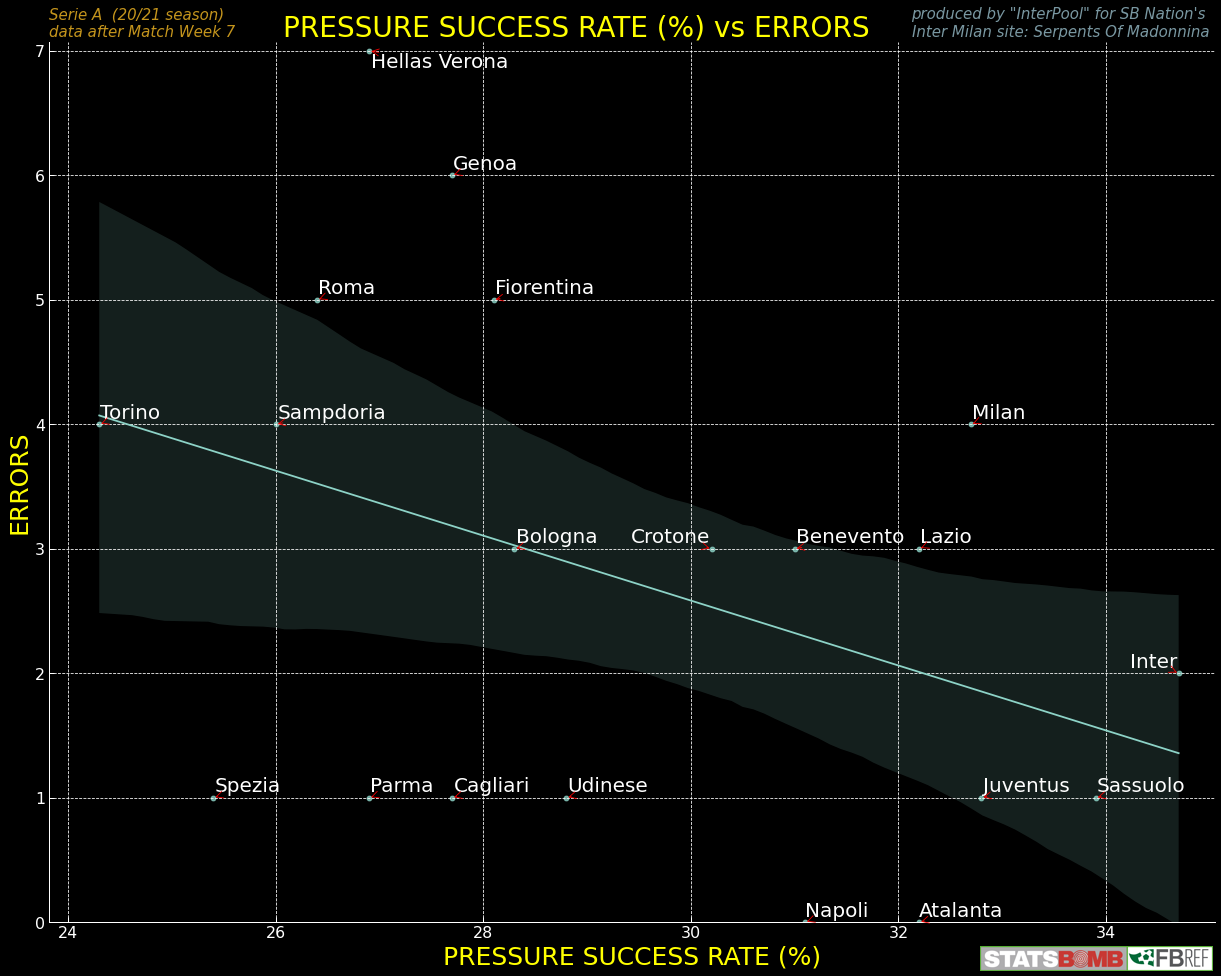 Serie A  (20/21 season)
data after Match Week 7
PRESSURE SUCCESS RATE (%) vs ERRORS
produced by "InterPool" for SB Nation's
Inter Milan site: Serpents Of Madonnina
7
Hellas Verona
Genoa
6
Roma
Fiorentina
5
Torino
Sampdoria
Milan
4
ERRORS
Bologna
Crotone
Benevento
Lazio
3
Inter
2
Spezia
Parma
Cagliari
Udinese
Juventus
Sassuolo
1
Napoli
Atalanta
0
24
26
28
30
32
34
PRESSURE SUCCESS RATE (%)
STATSBOMB
FBREF